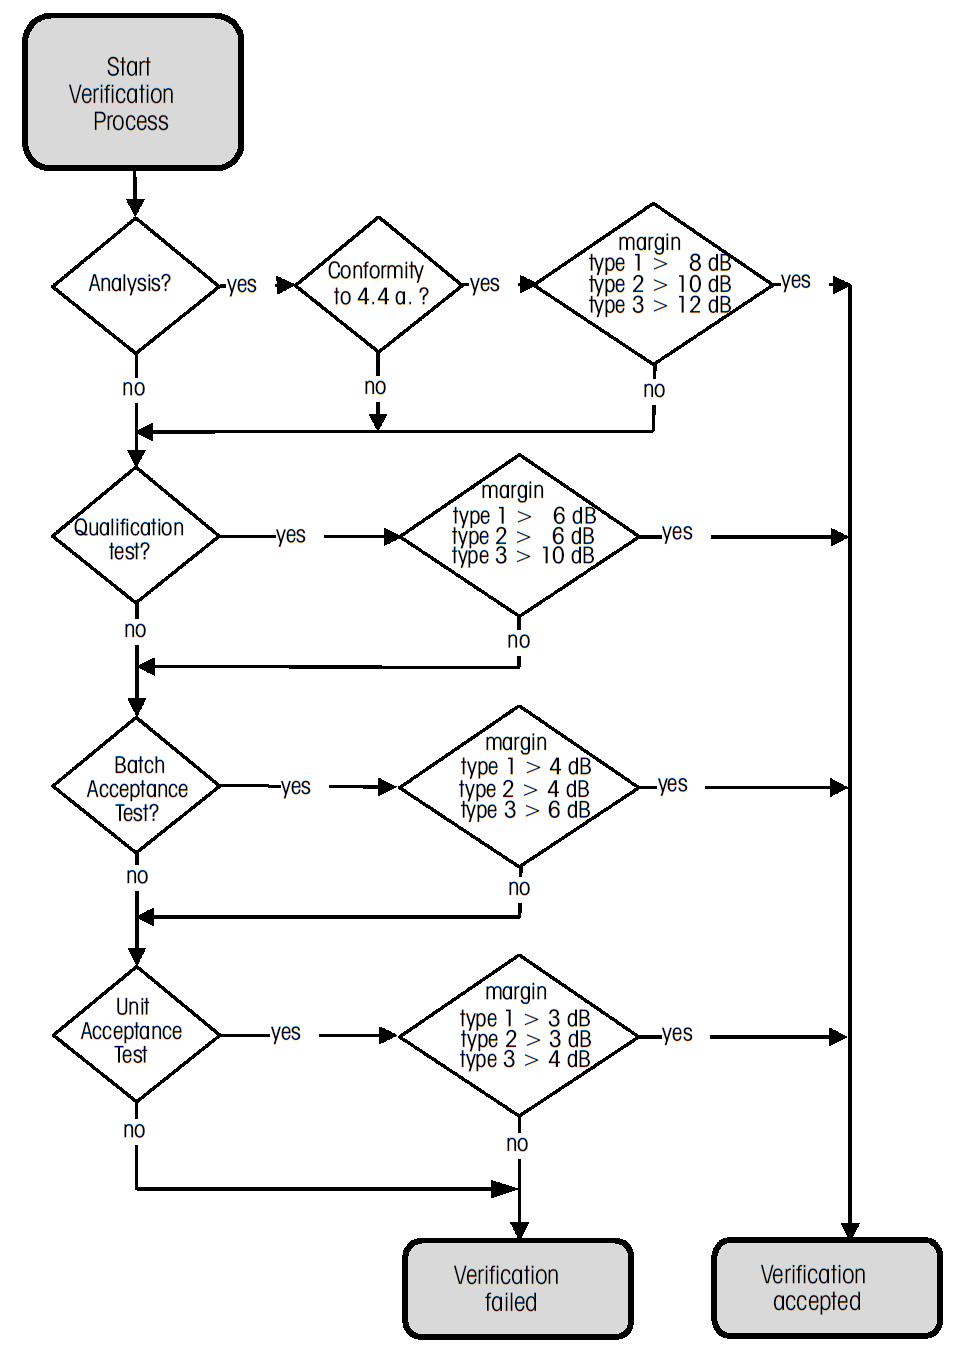 Start
Verification
Process
Analysis?
yes
Conformity
to 4.4 a. ?
yes
margin
type 1 > 8 dB
type 2 > 10 dB
type 3 > 12 dB
yes
no
no
no
Qualification
test?
yes
margin
type 1 > 6 dB
type 2 > 6 dB
type 3 > 10 dB
yes
no
no
Batch
Acceptance
Test?
yes
margin
type 1 > 4 dB
type 2 > 4 dB
type 3 > 6 dB
yes
no
no
Unit
Acceptance
Test
yes
margin
type 1 > 3 dB
type 2 > 3 dB
type 3 > 4 dB
yes
no
no
Verification
failed
Verification
accepted